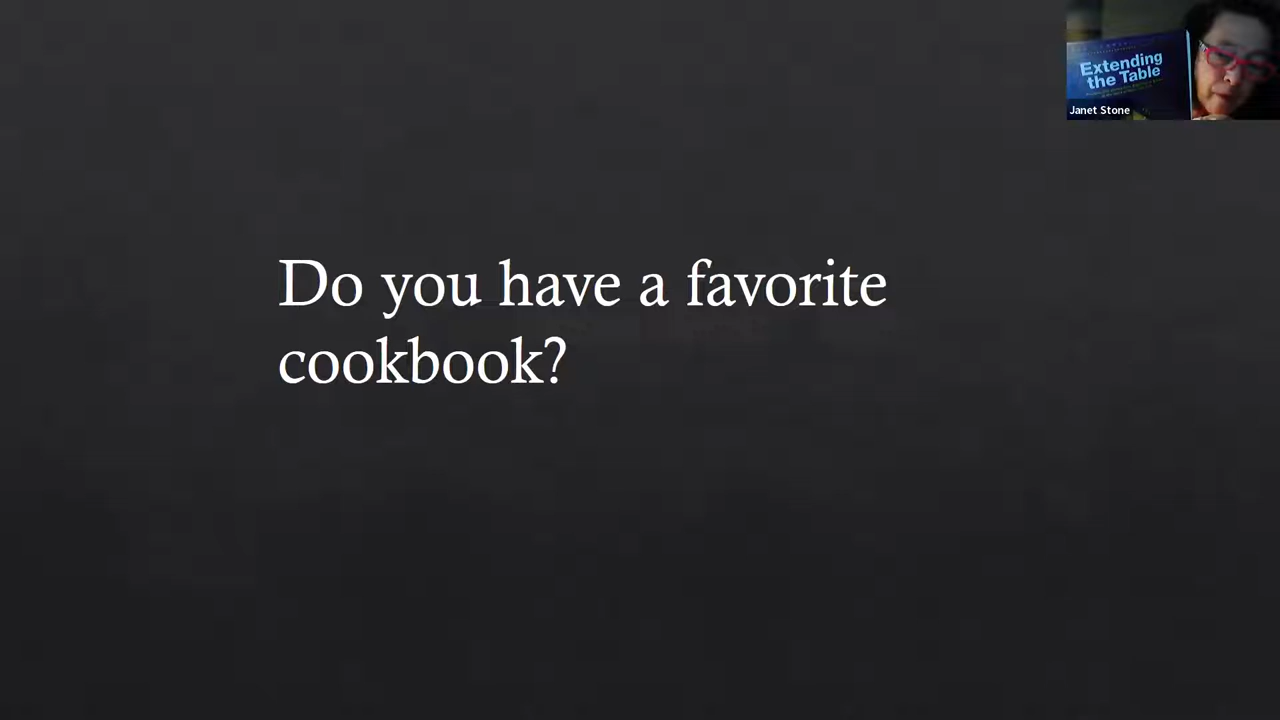 Extending
the Table
Janet Stone
Do you have a favorite
cookbook?